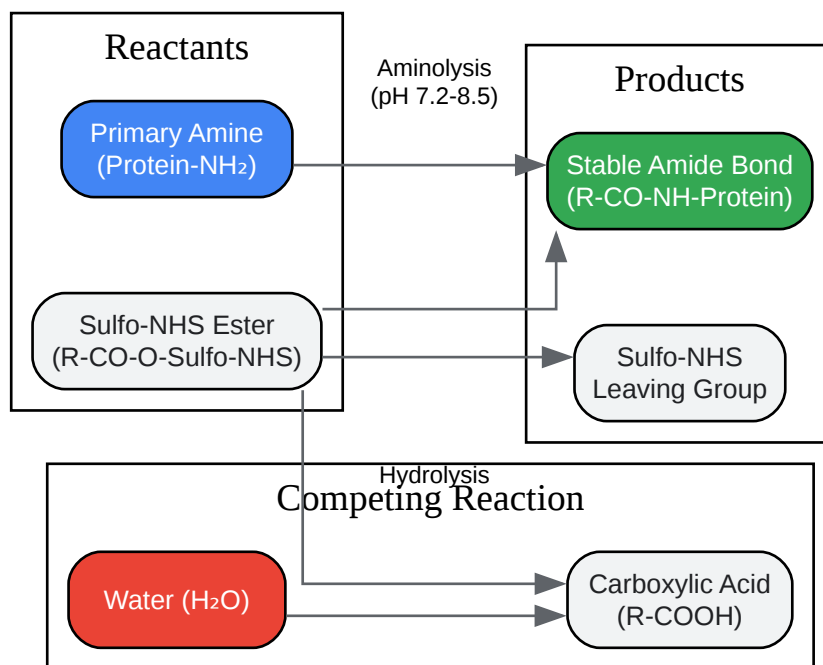 Reactants
Aminolysis
(pH 7.2-8.5)
Products
Primary Amine
(Protein-NH₂)
Stable Amide Bond
(R-CO-NH-Protein)
Sulfo-NHS Ester
(R-CO-O-Sulfo-NHS)
Sulfo-NHS
Leaving Group
Hydrolysis
Competing Reaction
Water (H₂O)
Carboxylic Acid
(R-COOH)